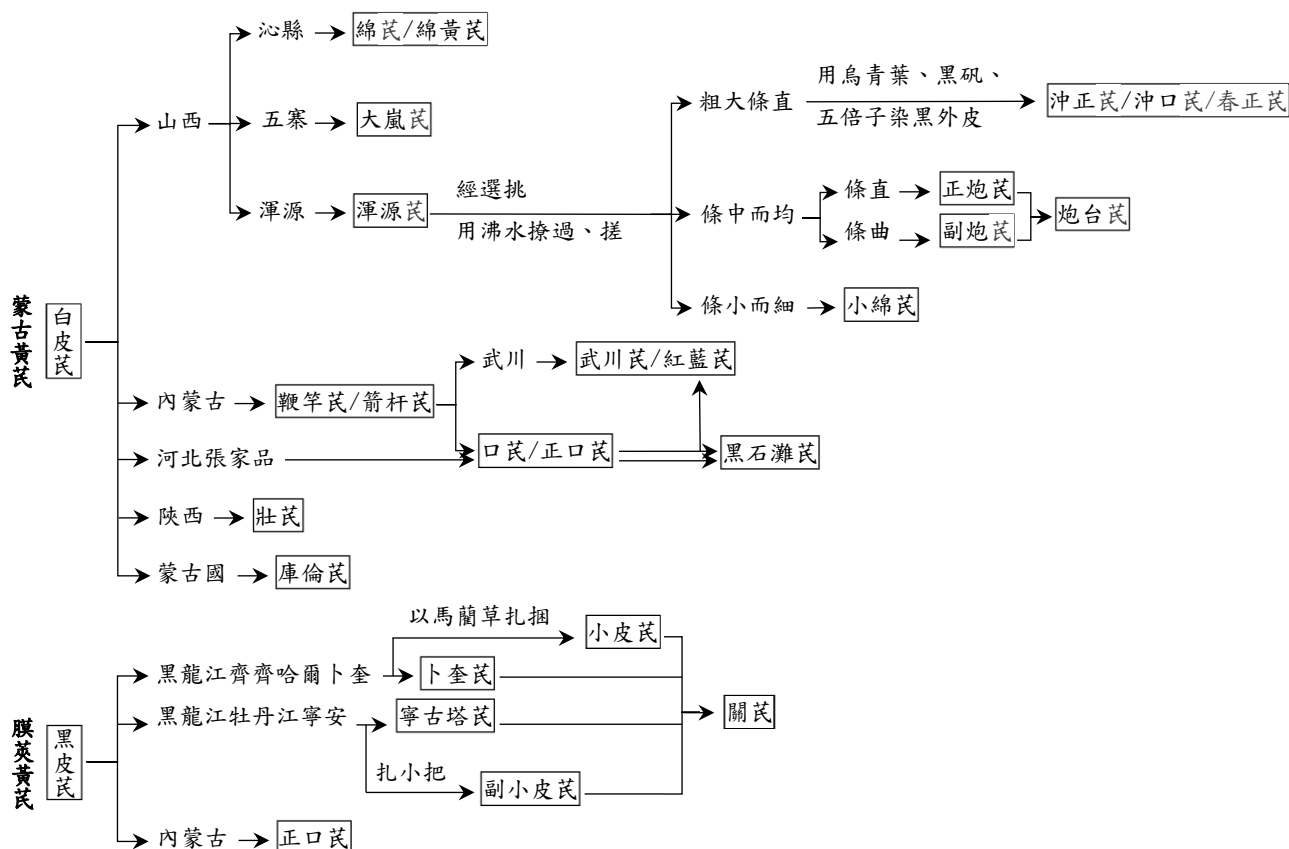 沁縣
綿芪/綿黃芪
山西
五寨
大嵐芪
渾源
渾源芪
經選挑
用沸水撩過、搓
粗大條直
用烏青葉、黑矾、
五倍子染黑外皮
沖正芪/沖口芪/春正芪
條中而均
條直
正炮芪
條曲
副炮芪
炮台芪
條小而細
小綿芪
蒙古黃芪
白皮芪
內蒙古
鞭竿芪/箭杆芪
武川
武川芪/紅藍芪
口芪/正口芪
黑石灘芪
河北張家品
陝西
壯芪
蒙古國
庫倫芪
膜莢黃芪
黑皮芪
黑龍江齊齊哈爾卜奎
以馬藺草扎捆
小皮芪
卜奎芪
黑龍江牡丹江寧安
寧古塔芪
扎小把
副小皮芪
關芪
內蒙古
正口芪